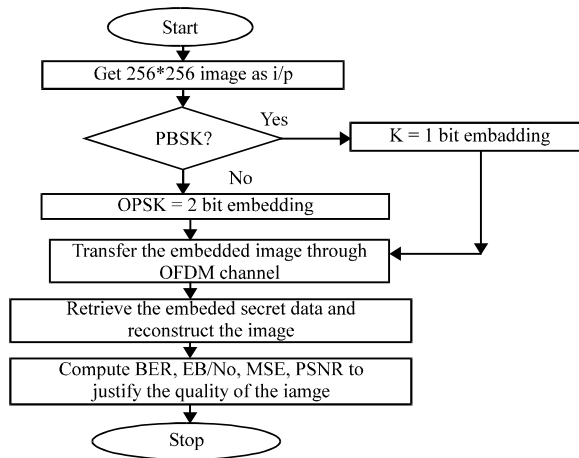 Start
Get 256*256 image as i/p
Yes
PBSK?
K = 1 bit embadding
No
OPSK = 2 bit embedding
Transfer the embedded image through
OFDM channel
Retrieve the embeded secret data and
reconstruct the image
Compute BER, EB/No, MSE, PSNR to
justify the quality of the iamge
Stop